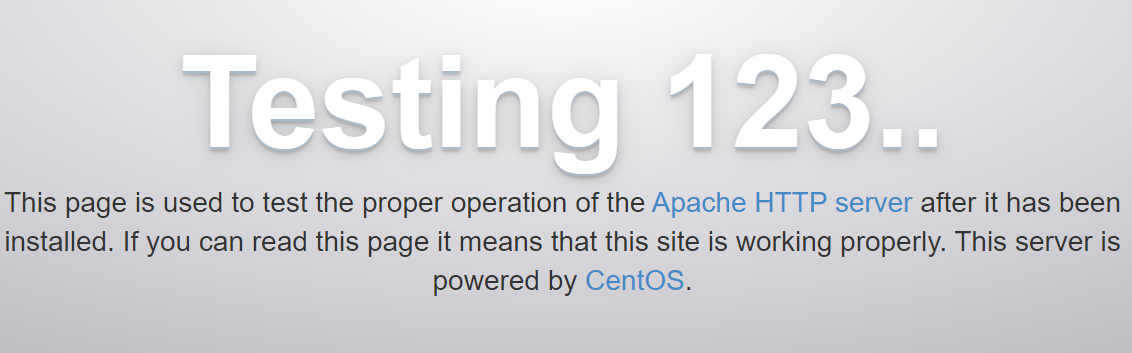 Testing 123..
This page is used to test the proper operation of the Apache HTTP server after it has been
installed. If you can read this page it means that this site is working properly. This server is
powered by CentOS.